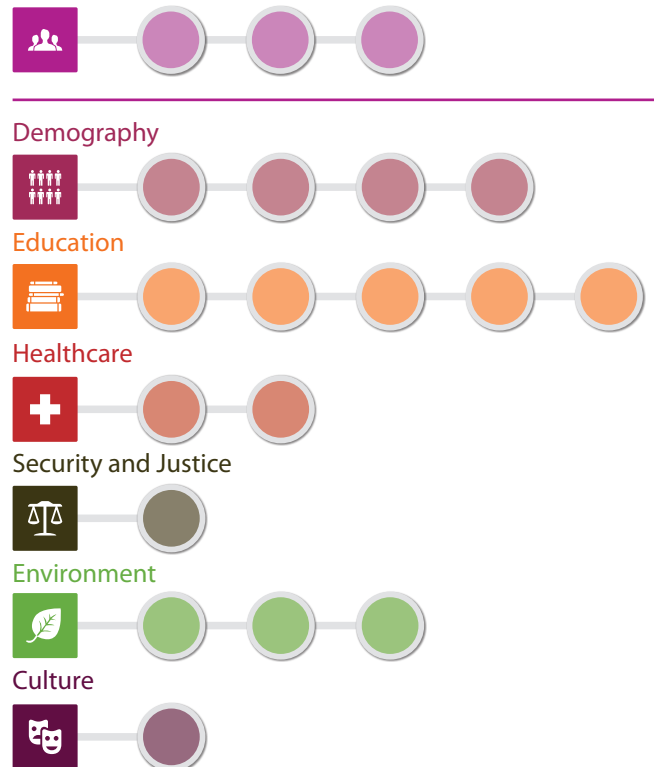 Demography
Education
Healthcare
Security and Justice
Environment
Culture